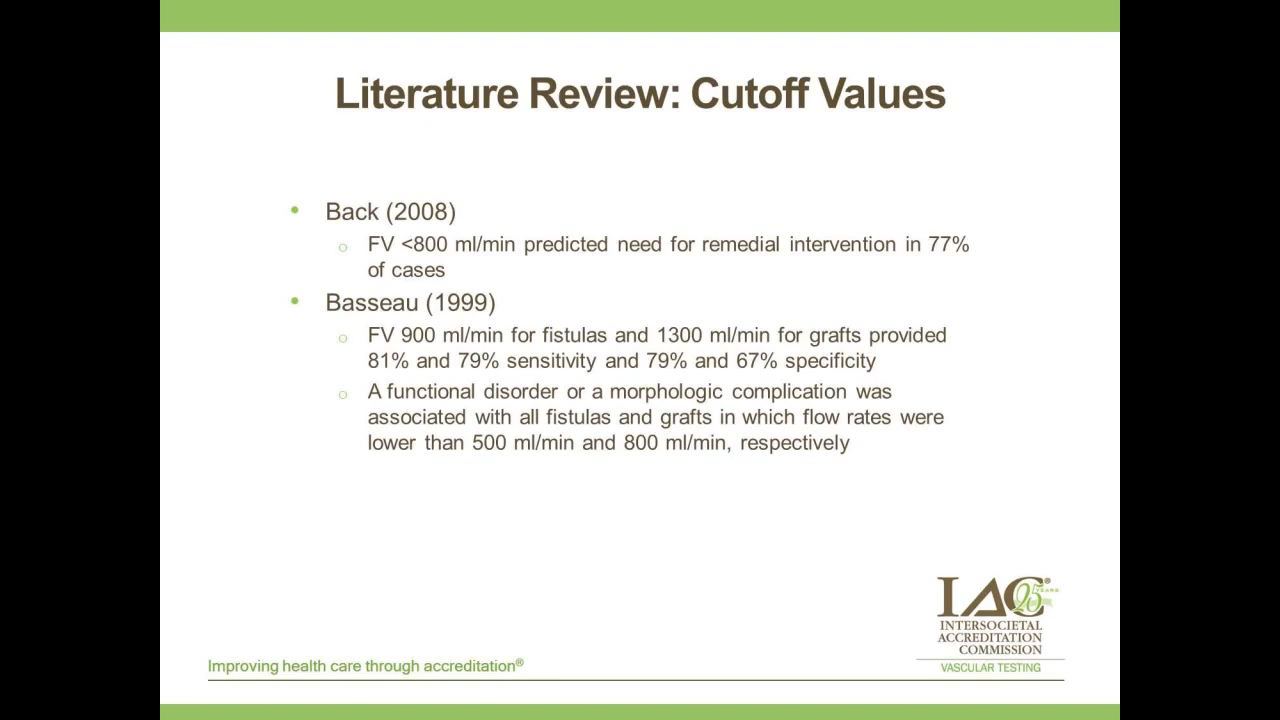 Literature Review: Cutoff Values
• Back (2008)
o FV <800 ml/min predicted need for remedial intervention in 77%
of cases
• Basseau (1999)
o FV 900 ml/min for fistulas and 1300 ml/min for grafts provided
81% and 79% sensitivity and 79% and 67% specificity
o A functional disorder or a morphologic complication was
associated with all fistulas and grafts in which flow rates were
lower than 500 ml/min and 800 ml/min, respectively
IAC®
25 YEARS
INTERSOCIETAL
ACCREDITATION
COMMISSION
VASCULAR TESTING
Improving health care through accreditation®